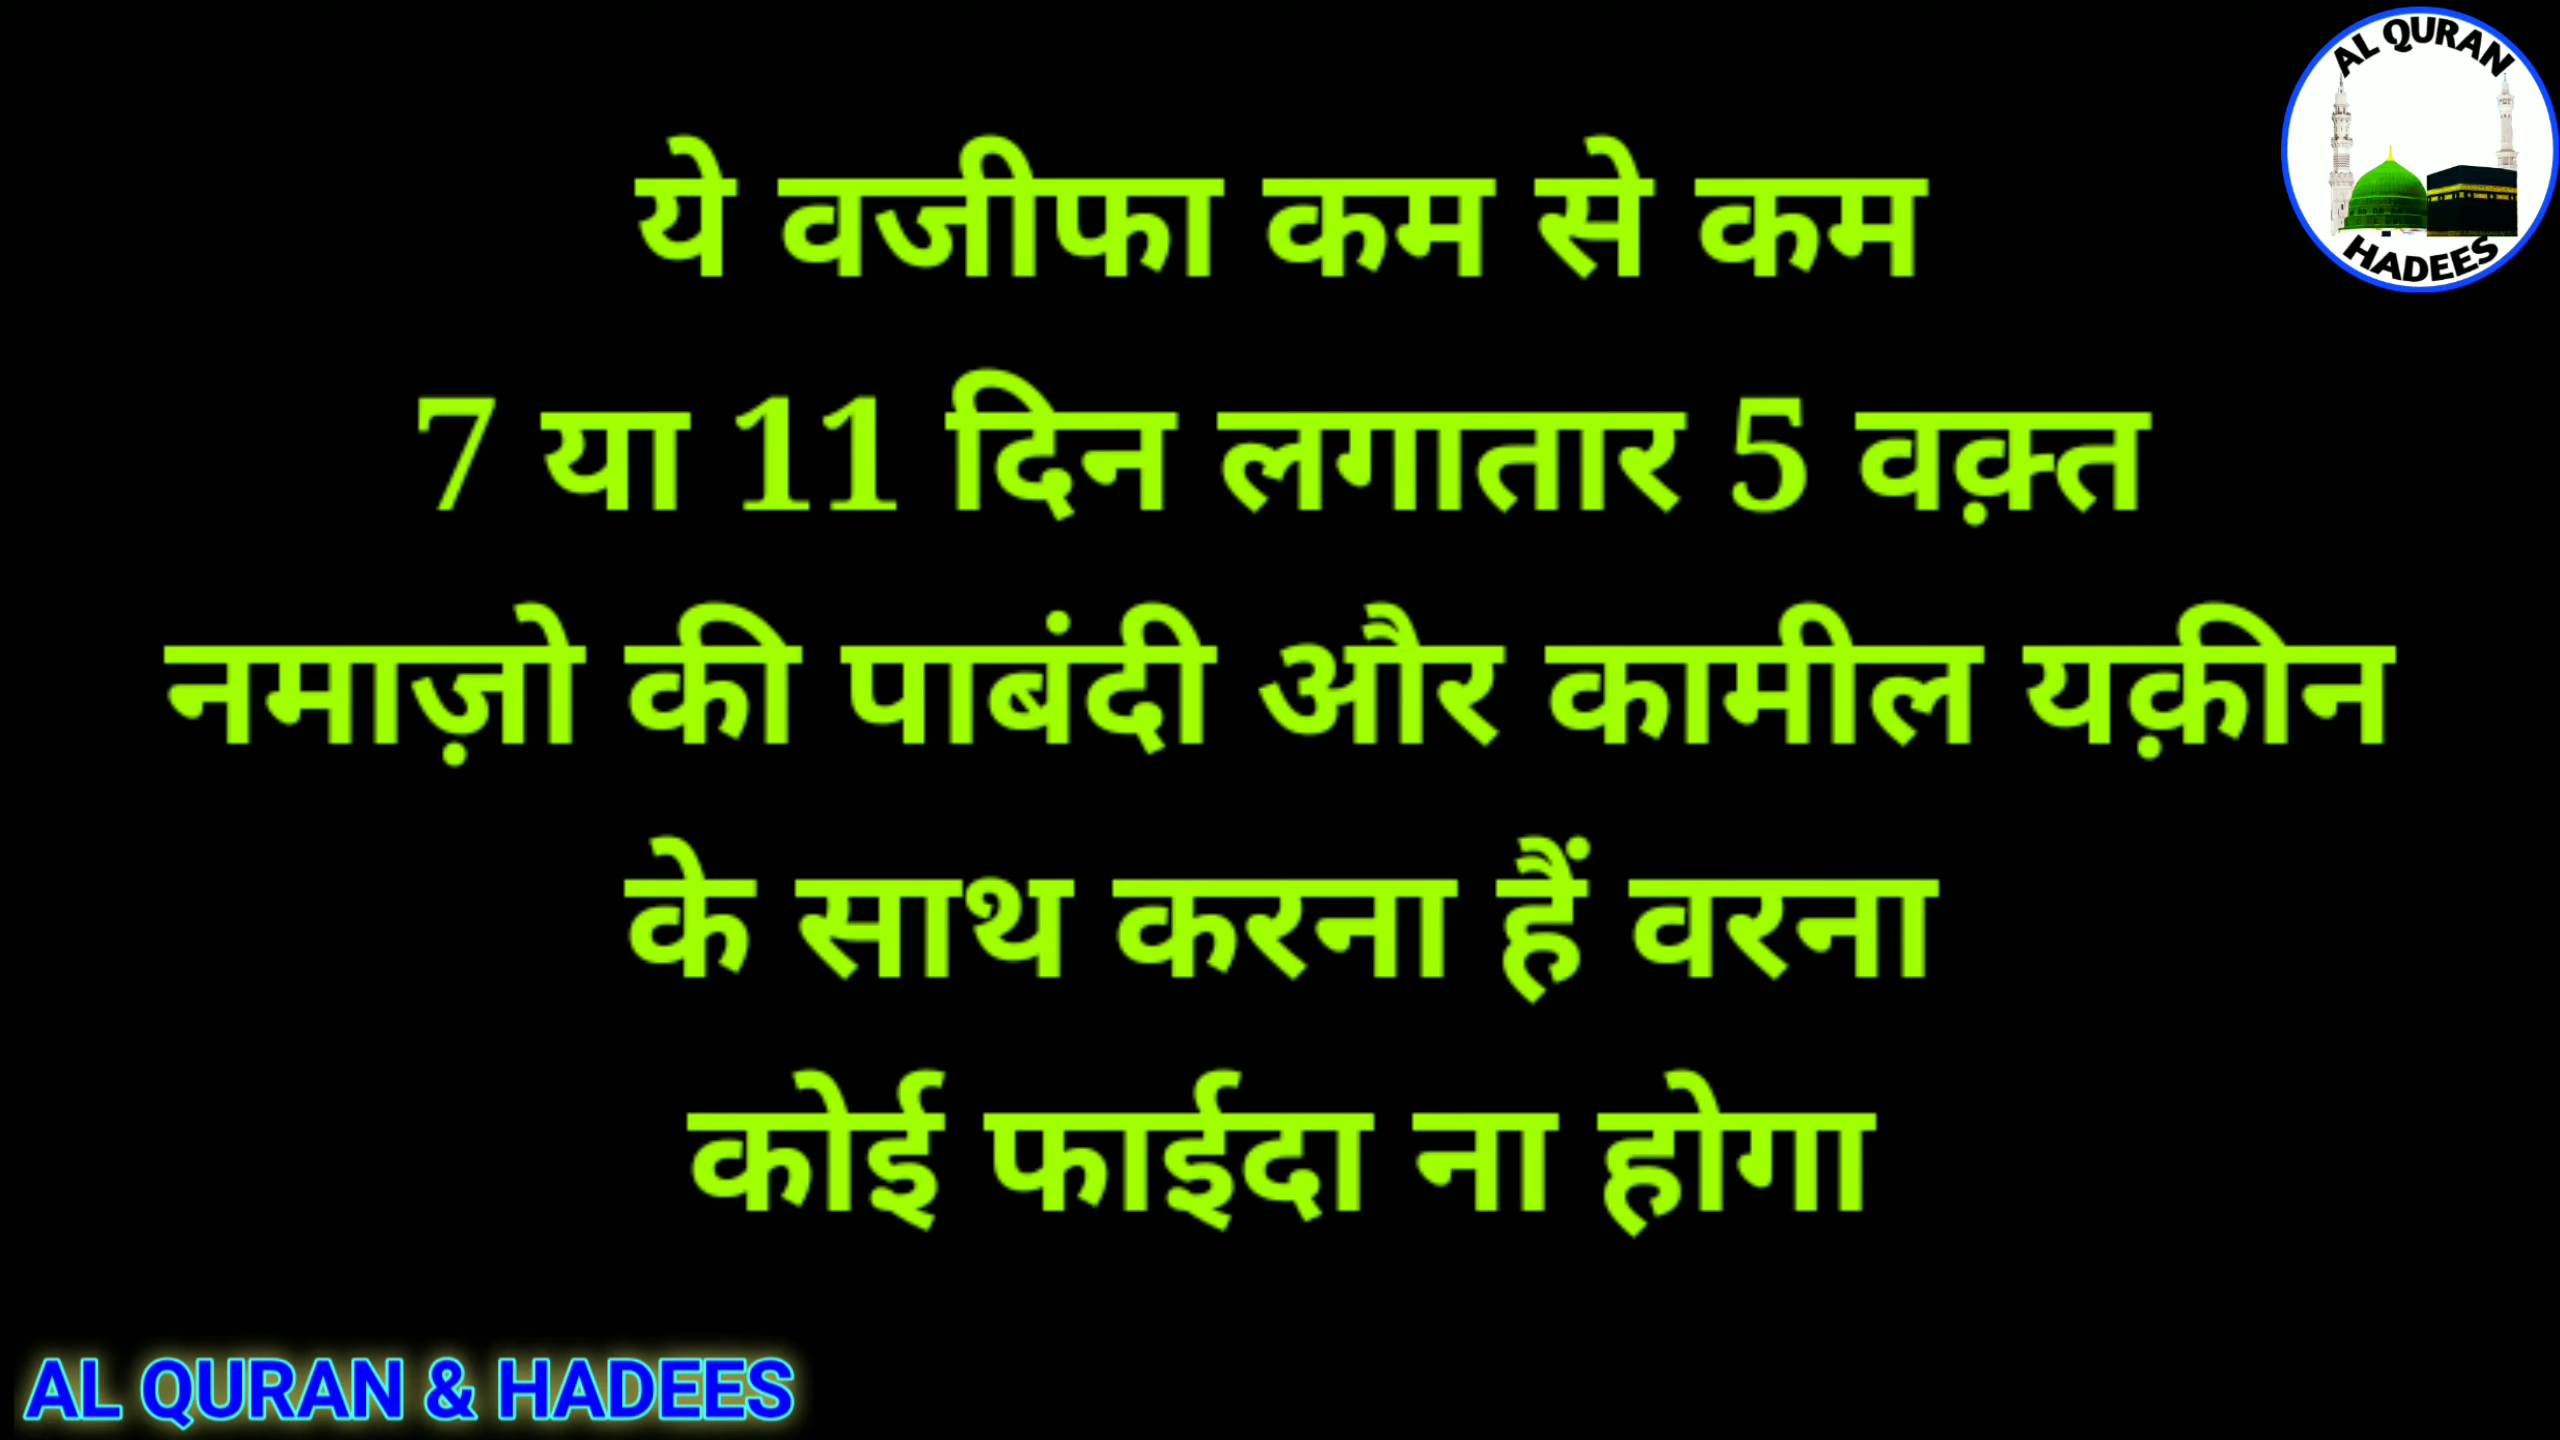 AL QURAN
HADEES
ये वजीफा कम से कम
7 या 11 दिन लगातार 5 वक़्त
नमाज़ो की पाबंदी और कामील यक़ीन
के साथ करना हैं वरना
कोई फाईदा ना होगा
AL QURAN & HADEES